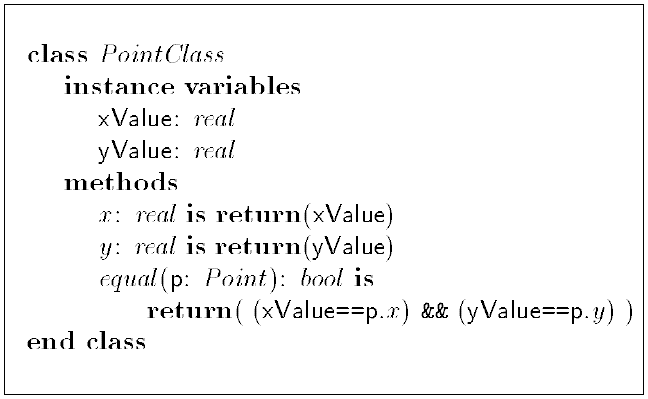 class PointClass
instance variables
xValue: real
yValue: real
methods
x: real is return(xValue)
y: real is return(yValue)
equal(p: Point): bool is
return( (xValue==p.x) && (yValue==p.y) )
end class